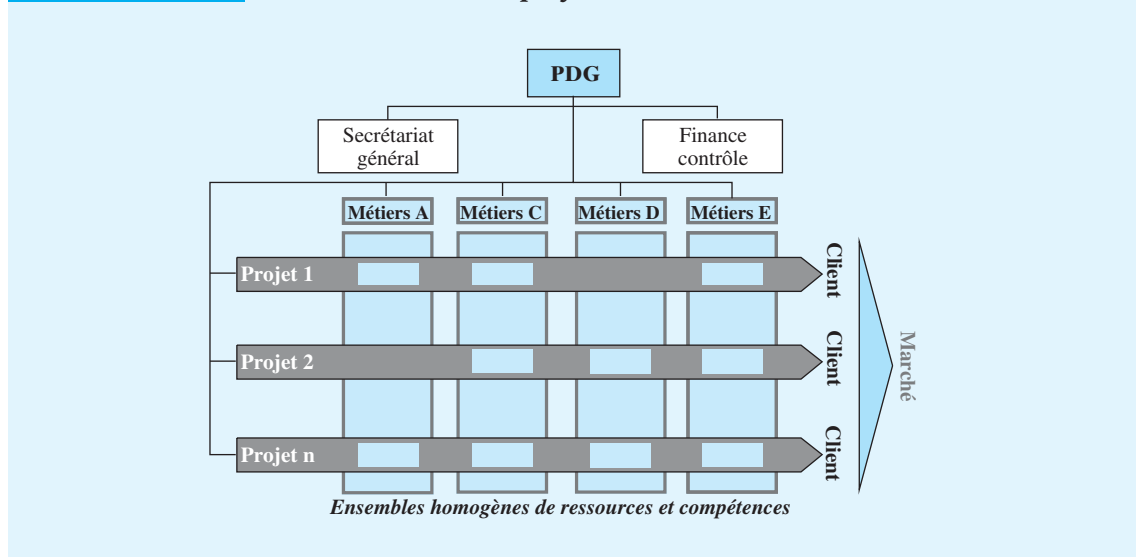 PDG
Secrétariat
général
Finance
contrôle
Métiers A
Métiers C
Métiers D
Métiers E
Projet 1
Client
Projet 2
Client
Marché
Projet n
Client
Ensembles homogènes de ressources et compétences